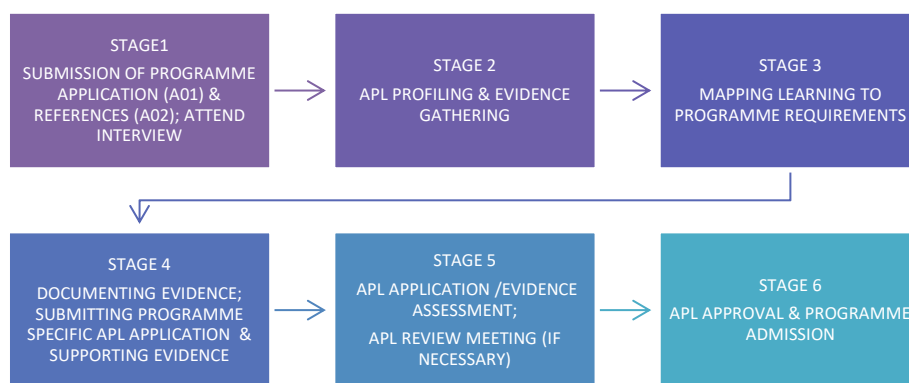 STAGE1
SUBMISSION OF PROGRAMME
APPLICATION (A01) &
REFERENCES (A02); ATTEND
INTERVIEW
STAGE 2
APL PROFILING & EVIDENCE
GATHERING
STAGE 3
MAPPING LEARNING TO
PROGRAMME REQUIREMENTS
STAGE 4
DOCUMENTING EVIDENCE;
SUBMITTING PROGRAMME
SPECIFIC APL APPLICATION &
SUPPORTING EVIDENCE
STAGE 5
APL APPLICATION /EVIDENCE
ASSESSMENT;
APL REVIEW MEETING (IF
NECESSARY)
STAGE 6
APL APPROVAL & PROGRAMME
ADMISSION